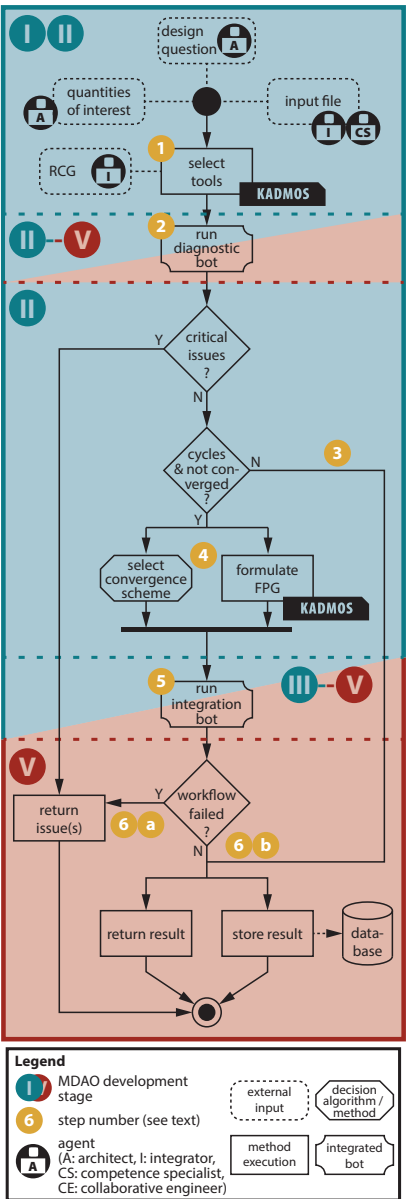 I II
design
question
A
quantities
of interest
A
input file
I CS
1
RCG
I
select
tools
KADMOS
2
II--V
run
diagnostic
bot
II
Y
critical
issues
?
N
cycles
& not con-
verged
?
N
3
Y
4
select
convergence
scheme
formulate
FPG
KADMOS
5
run
integration
bot
III--V
V
Y
workflow
failed
?
return
issue(s)
6 a
N
6 b
return result
store result
data-
base
Legend
I/V
MDAO development
stage
6
step number (see text)
A
agent
(A: architect, I: integrator,
CS: competence specialist,
CE: collaborative engineer)
external
input
decision
algorithm /
method
method
execution
integrated
bot